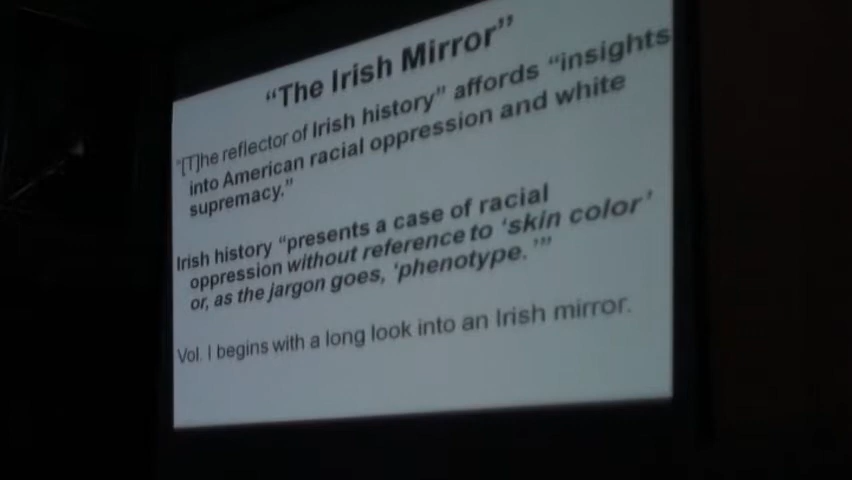 “The Irish Mirror”
“[T]he reflector of Irish history” affords “insights
into American racial oppression and white
supremacy.”
Irish history “presents a case of racial
oppression without reference to ‘skin color’
or, as the jargon goes, ‘phenotype.’”
Vol. I begins with a long look into an Irish mirror.